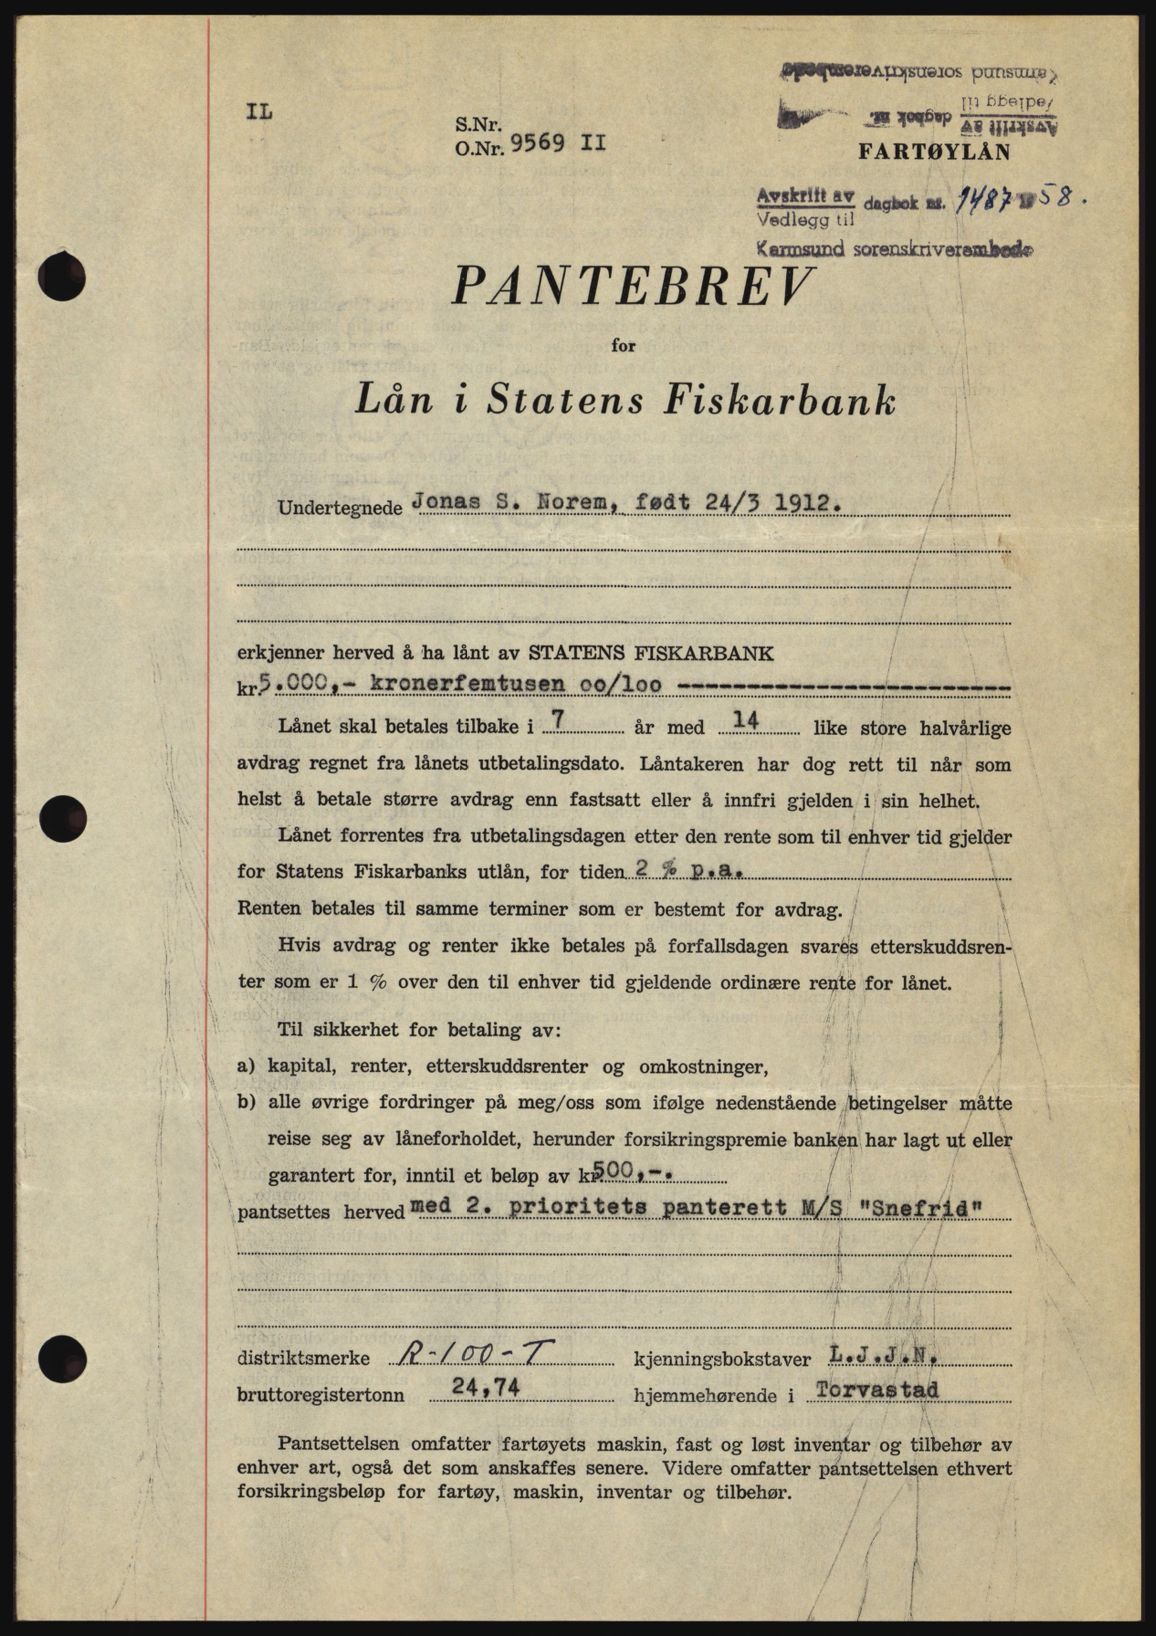 Karmsund sorenskriverembede
Vedlegg til
Avskrift av dagbok nr.
IL
S.Nr.
O.Nr. 9569 II
FARTØYLÅN
Avskrift av dagbok nr. 1487 1958.
Vedlegg til
Karmsund sorenskriverembede
PANTEBREV
for
Lån i Statens Fiskarbank
Undertegnede Jonas S. Norem, født 24/3 1912.
erkjenner herved å ha lånt av STATENS FISKARBANK
kr. 5.000,- kronerfemtusen oo/loo ------------------------
Lånet skal betales tilbake i 7 år med 14 like store halvårlige
avdrag regnet fra lånets utbetalingsdato. Låntakeren har dog rett til når som
helst å betale større avdrag enn fastsatt eller å innfri gjelden i sin helhet.
Lånet forrentes fra utbetalingsdagen etter den rente som til enhver tid gjelder
for Statens Fiskarbanks utlån, for tiden 2 % p.a.
Renten betales til samme terminer som er bestemt for avdrag.
Hvis avdrag og renter ikke betales på forfallsdagen svares etterskuddsren-
ter som er 1 % over den til enhver tid gjeldende ordinære rente for lånet.
Til sikkerhet for betaling av:
a) kapital, renter, etterskuddsrenter og omkostninger,
b) alle øvrige fordringer på meg/oss som ifølge nedenstående betingelser måtte
reise seg av låneforholdet, herunder forsikringspremie banken har lagt ut eller
garantert for, inntil et beløp av kr. 500,-.
pantsettes herved med 2. prioritets panterett M/S "Snefrid"
distriktsmerke R-100-T kjenningsbokstaver L.J.J.N.
bruttoregistertonn 24,74 hjemmehørende i Torvastad
Pantsettelsen omfatter fartøyets maskin, fast og løst inventar og tilbehør av
enhver art, også det som anskaffes senere. Videre omfatter pantsettelsen ethvert
forsikringsbeløp for fartøy, maskin, inventar og tilbehør.